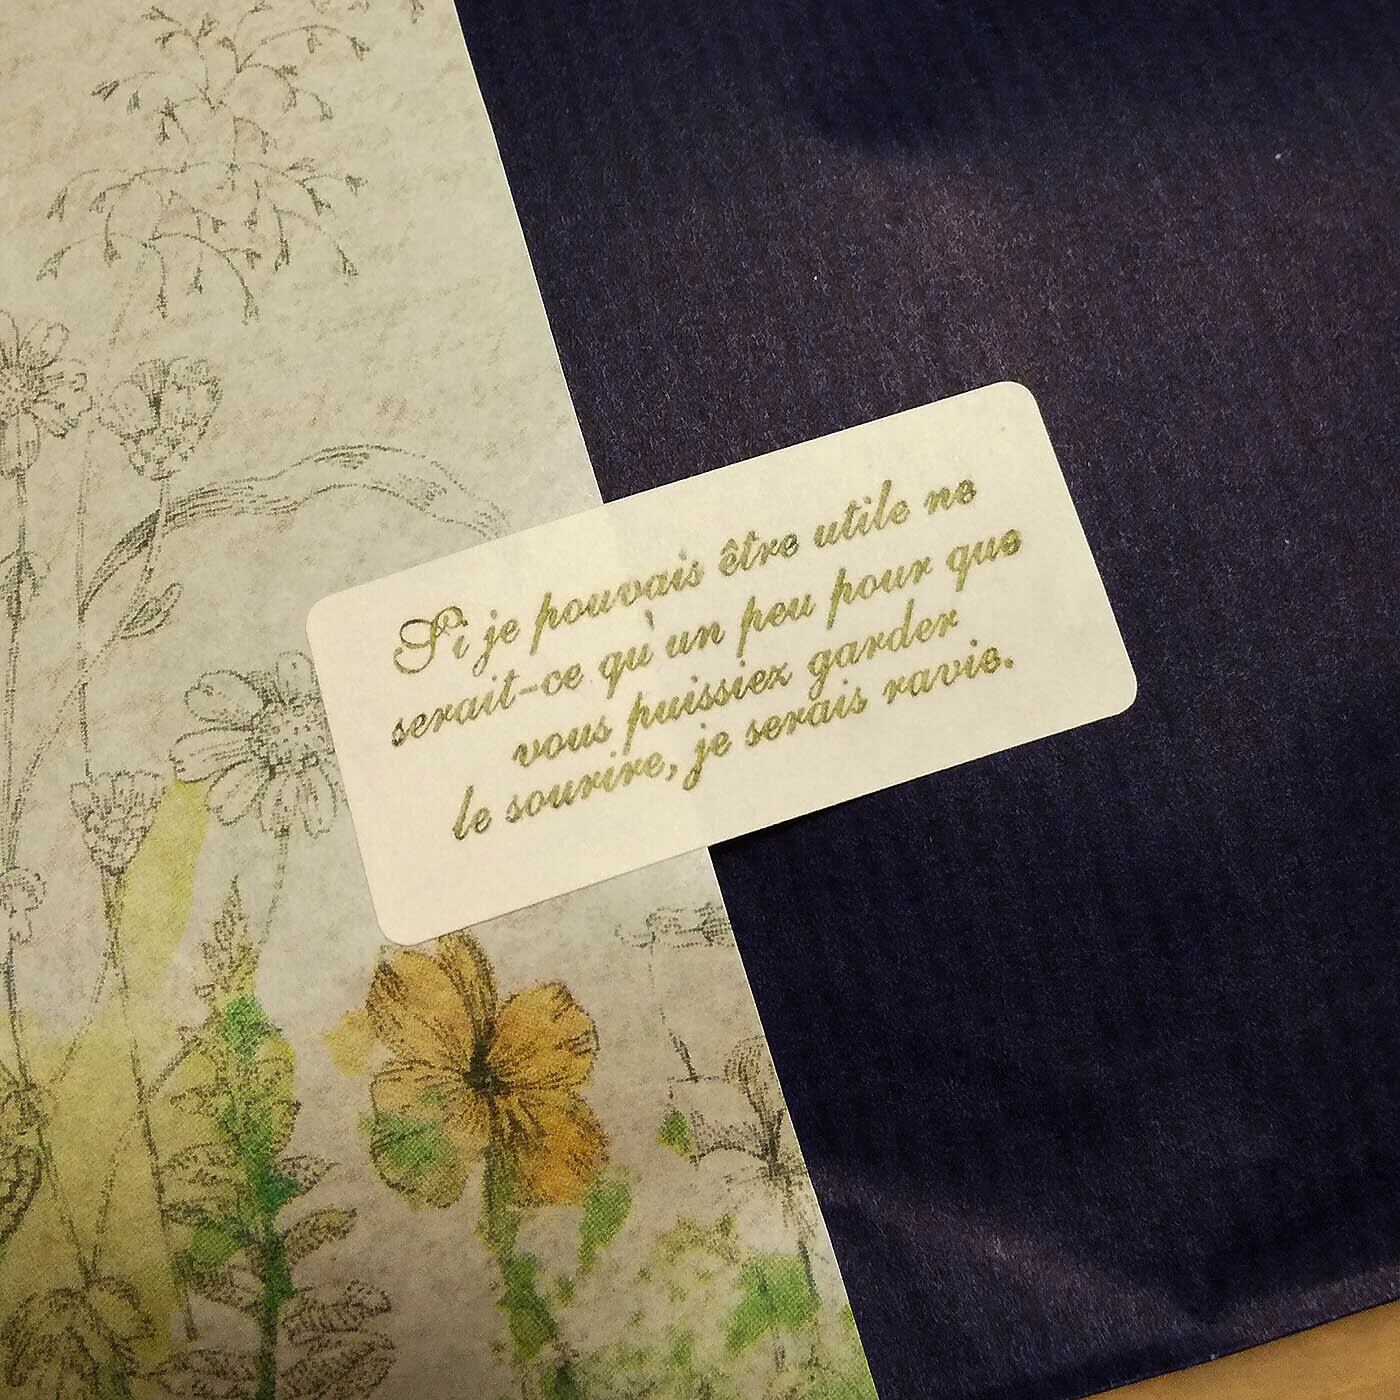 Si je pouvais être utile ne
serait-ce qu'un peu pour que
vous puissiez garder
le sourire, je serais ravie.